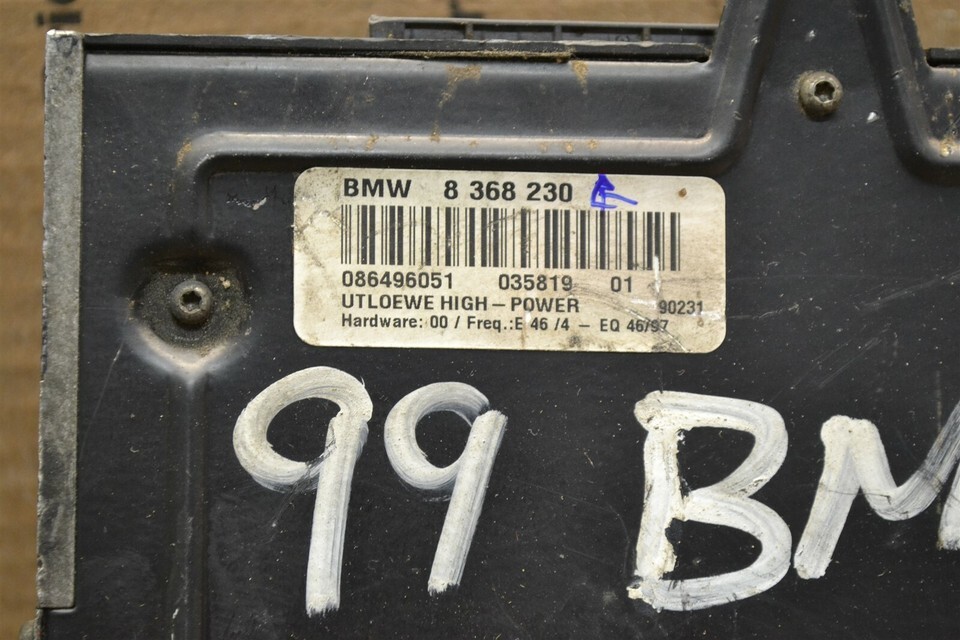 BMW 8 368 230
086496051 035819 01
UTLOEWE HIGH – POWER 90231
Hardware: 00 / Freq.:E 46 /4 – EQ 46/97
99 BM